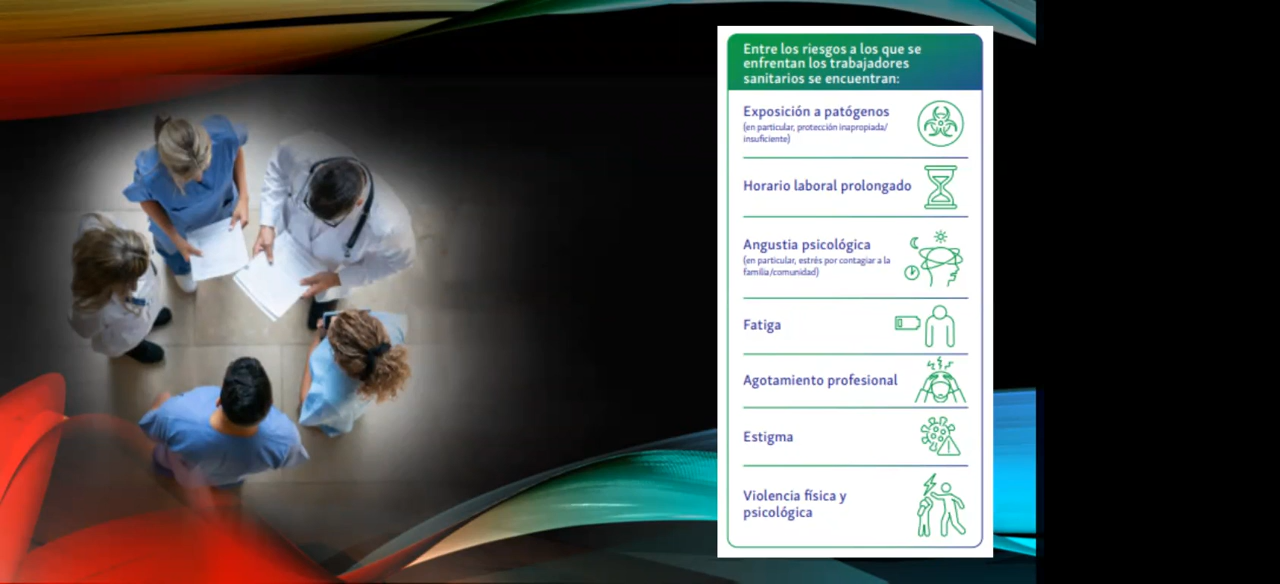 Entre los riesgos a los que se
enfrentan los trabajadores
sanitarios se encuentran:
Exposición a patógenos
(en particular, protección inapropiada/
insuficiente)
Horario laboral prolongado
Angustia psicológica
(en particular, estrés por contagiar a la
familia/comunidad)
Fatiga
Agotamiento profesional
Estigma
Violencia física y
psicológica